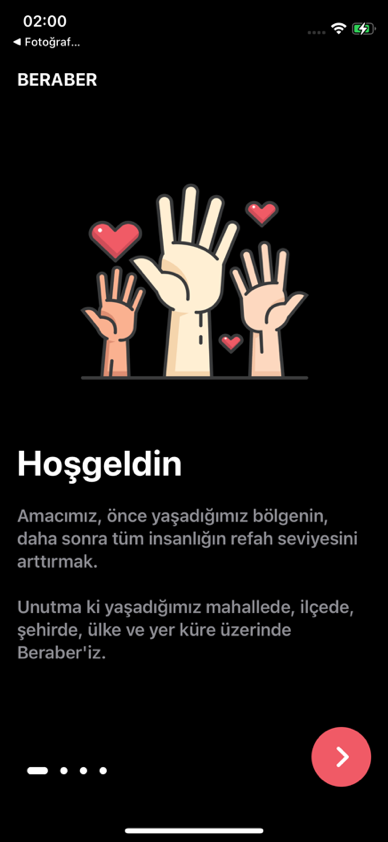 02:00
◀ Fotoğraf...
BERABER
Hoşgeldin
Amacımız, önce yaşadığımız bölgenin,
daha sonra tüm insanlığın refah seviyesini
arttırmak.
Unutma ki yaşadığımız mahallede, ilçede,
şehirde, ülke ve yer küre üzerinde
Beraber'iz.